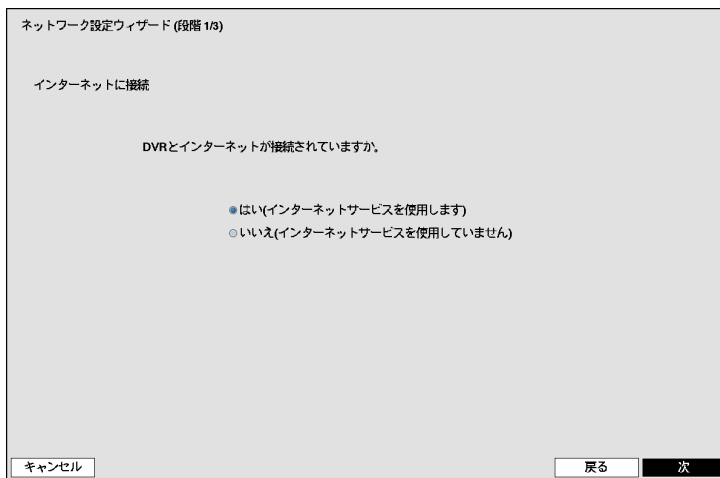 ネットワーク設定ウィザード (段階 1/3)
インターネットに接続
DVRとインターネットが接続されていますか。
はい(インターネットサービスを使用します)
いいえ(インターネットサービスを使用していません)
キャンセル
戻る
次